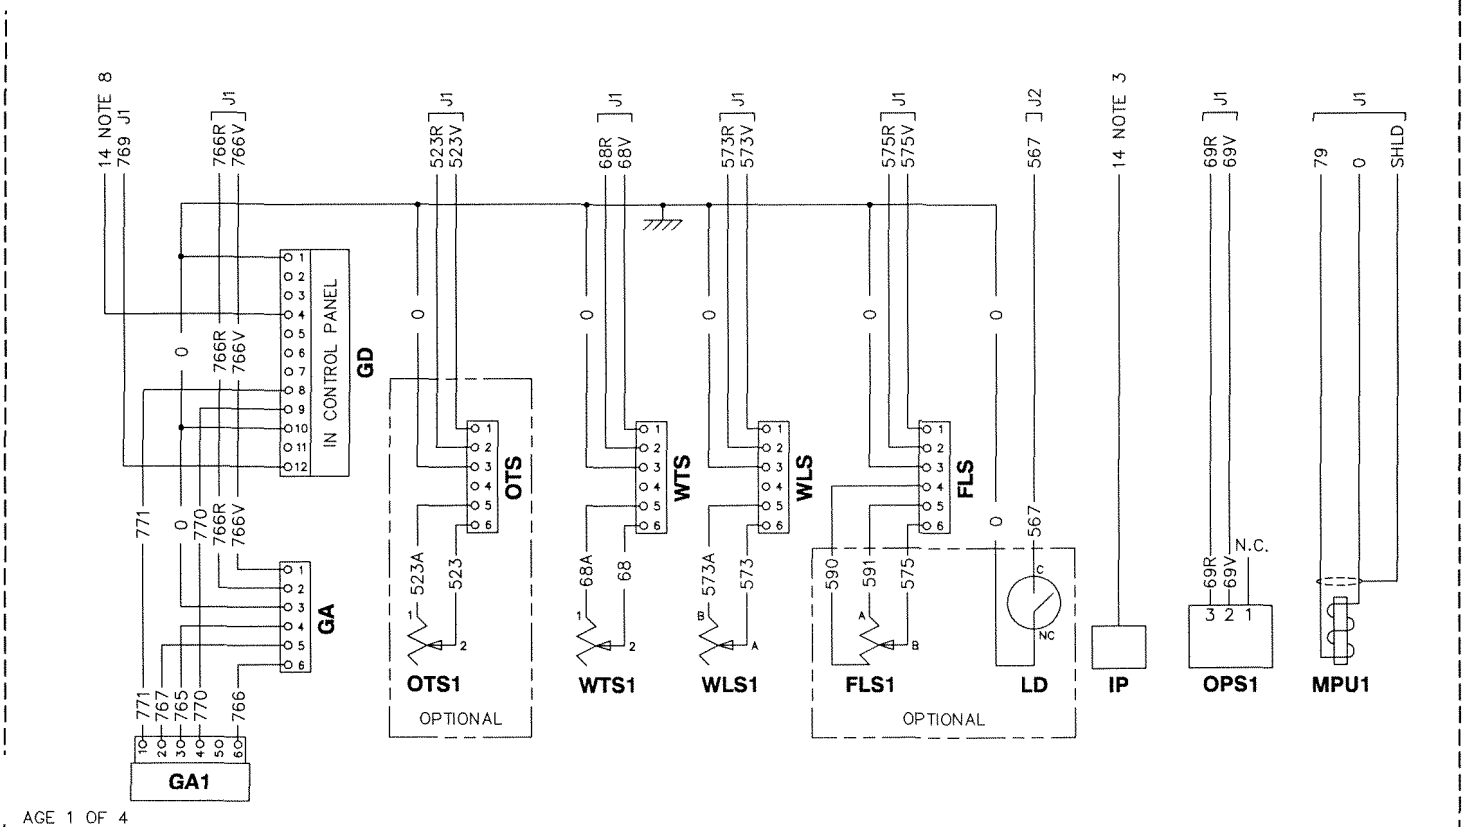 14 NOTE 8
769 J1
766R
766V
J1
523R
523V
J1
68R
68V
J1
573R
573V
J1
575R
575V
J1
567
J2
14 NOTE 3
69R
69V
J1
79
0
SHLD
J1
1
2
3
4
5
6
7
8
9
10
11
12
IN CONTROL PANEL
GD
0
766R
766V
0
0
0
0
0
771
0
770
766R
766V
1
2
3
4
5
6
GA
1
2
3
4
5
6
OTS
1
2
3
4
5
6
WTS
1
2
3
4
5
6
WLS
1
2
3
4
5
6
FLS
0
567
523A
523
1
2
OTS1
OPTIONAL
68A
68
1
2
WTS1
573A
573
B
A
WLS1
590
591
575
A
B
FLS1
C
NC
LD
OPTIONAL
IP
69R
69V
N.C.
3 2 1
OPS1
MPU1
771
767
765
770
766
1
2
3
4
5
6
GA1
AGE 1 OF 4